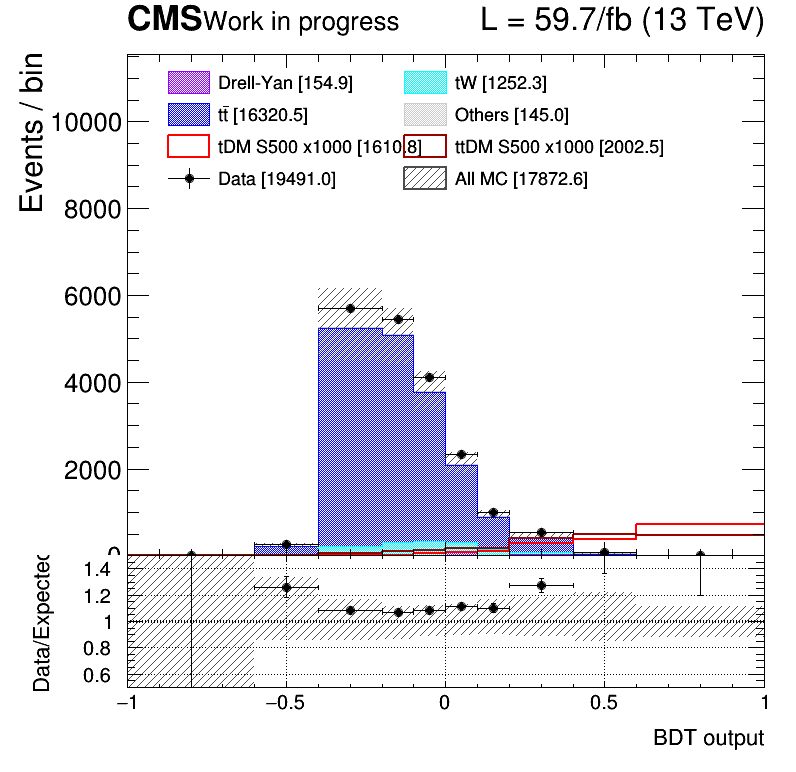 CMS Work in progress L = 59.7/fb (13 TeV)
Events / bin
Drell-Yan [154.9] tW [1252.3]
tt̄ [16320.5] Others [145.0]
tDM S500 x1000 [1610.8] ttDM S500 x1000 [2002.5]
Data [19491.0] All MC [17872.6]
10000
8000
6000
4000
2000
0
Data/Expected
1.4
1.2
1
0.8
0.6
−1 −0.5 0 0.5 1
BDT output